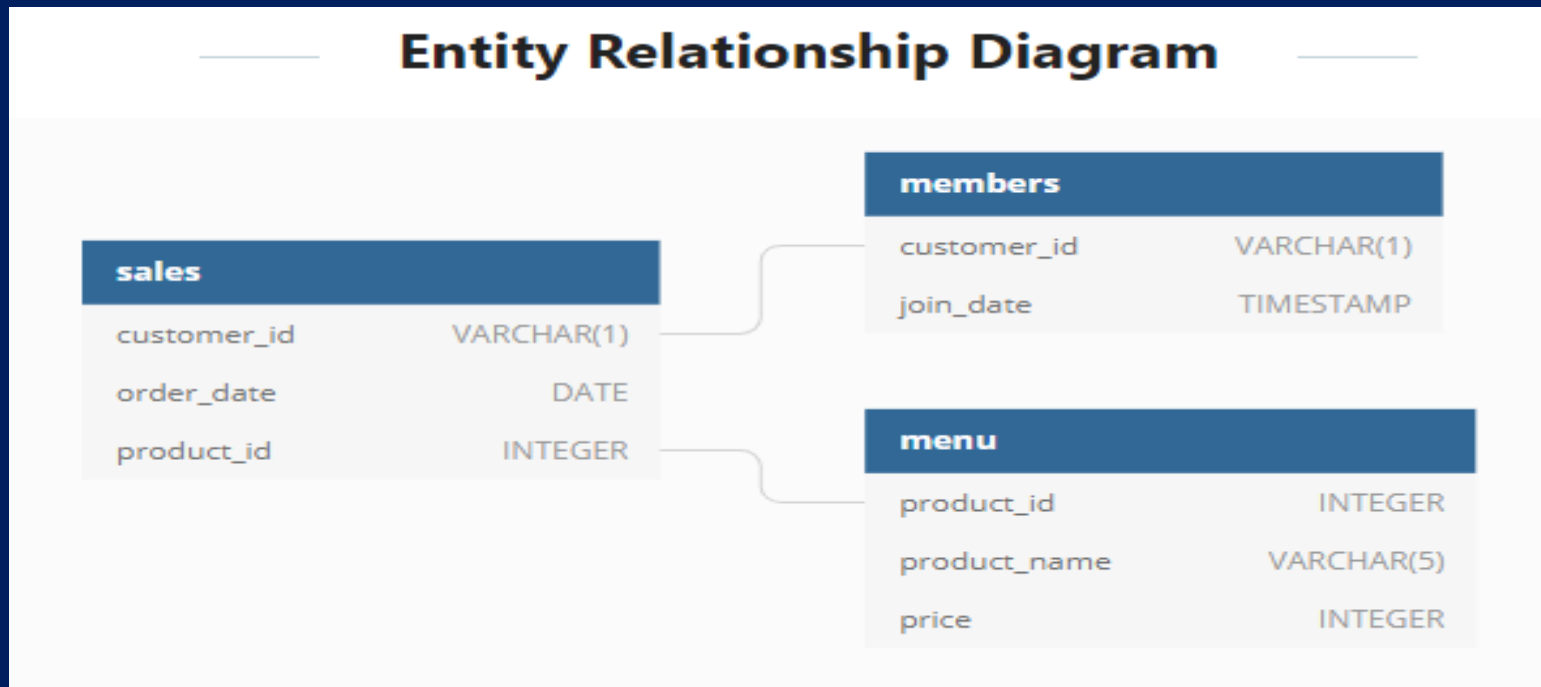 Entity Relationship Diagram
sales
customer_id VARCHAR(1)
order_date DATE
product_id INTEGER
members
customer_id VARCHAR(1)
join_date TIMESTAMP
menu
product_id INTEGER
product_name VARCHAR(5)
price INTEGER